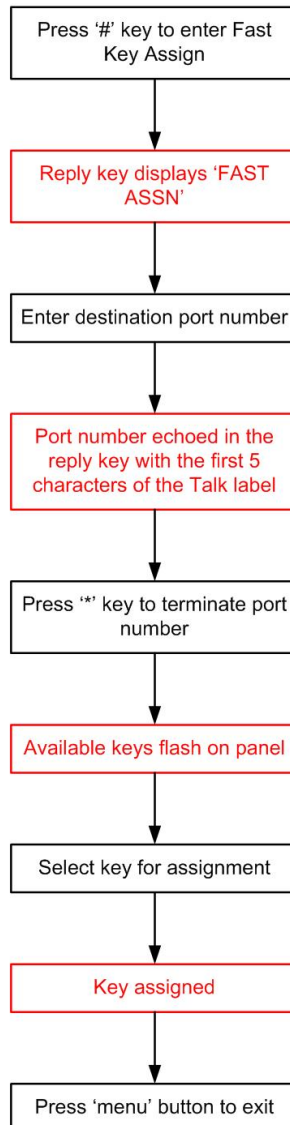 Press ‘#’ key to enter Fast
Key Assign
Reply key displays ‘FAST
ASSN’
Enter destination port number
Port number echoed in the
reply key with the first 5
characters of the Talk label
Press ‘*’ key to terminate port
number
Available keys flash on panel
Select key for assignment
Key assigned
Press ‘menu’ button to exit